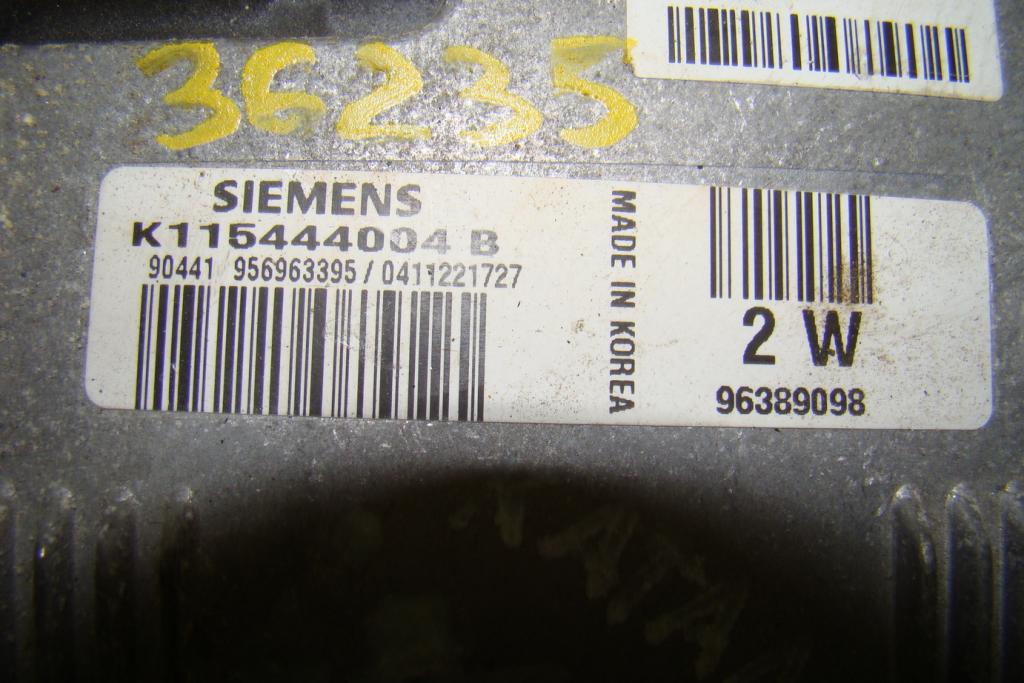 36235
SIEMENS
K115444004 B
90441 956963395 / 0411221727
MADE IN KOREA
2 W
96389098